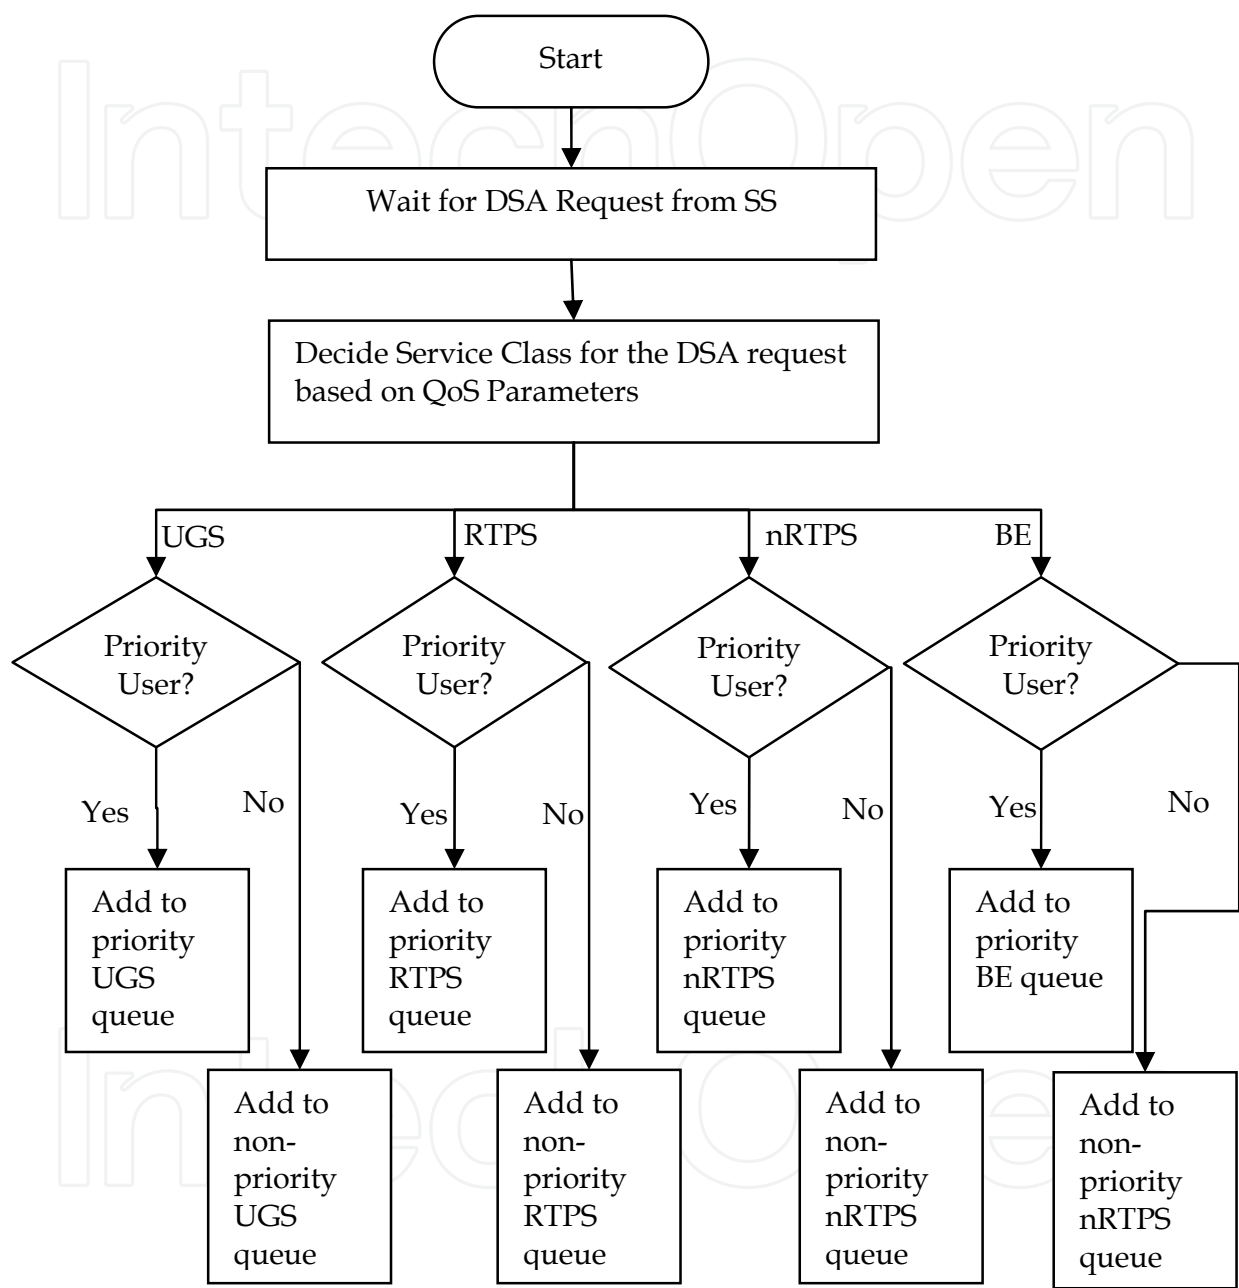 Start
Wait for DSA Request from SS
Decide Service Class for the DSA request
based on QoS Parameters
UGS
RTPS
nRTPS
BE
Priority
User?
Priority
User?
Priority
User?
Priority
User?
Yes
No
Yes
No
Yes
No
Yes
No
Add to
priority
UGS
queue
Add to
priority
RTPS
queue
Add to
priority
nRTPS
queue
Add to
priority
BE queue
Add to
non-
priority
UGS
queue
Add to
non-
priority
RTPS
queue
Add to
non-
priority
nRTPS
queue
Add to
non-
priority
nRTPS
queue
IntechOpen
IntechOpen